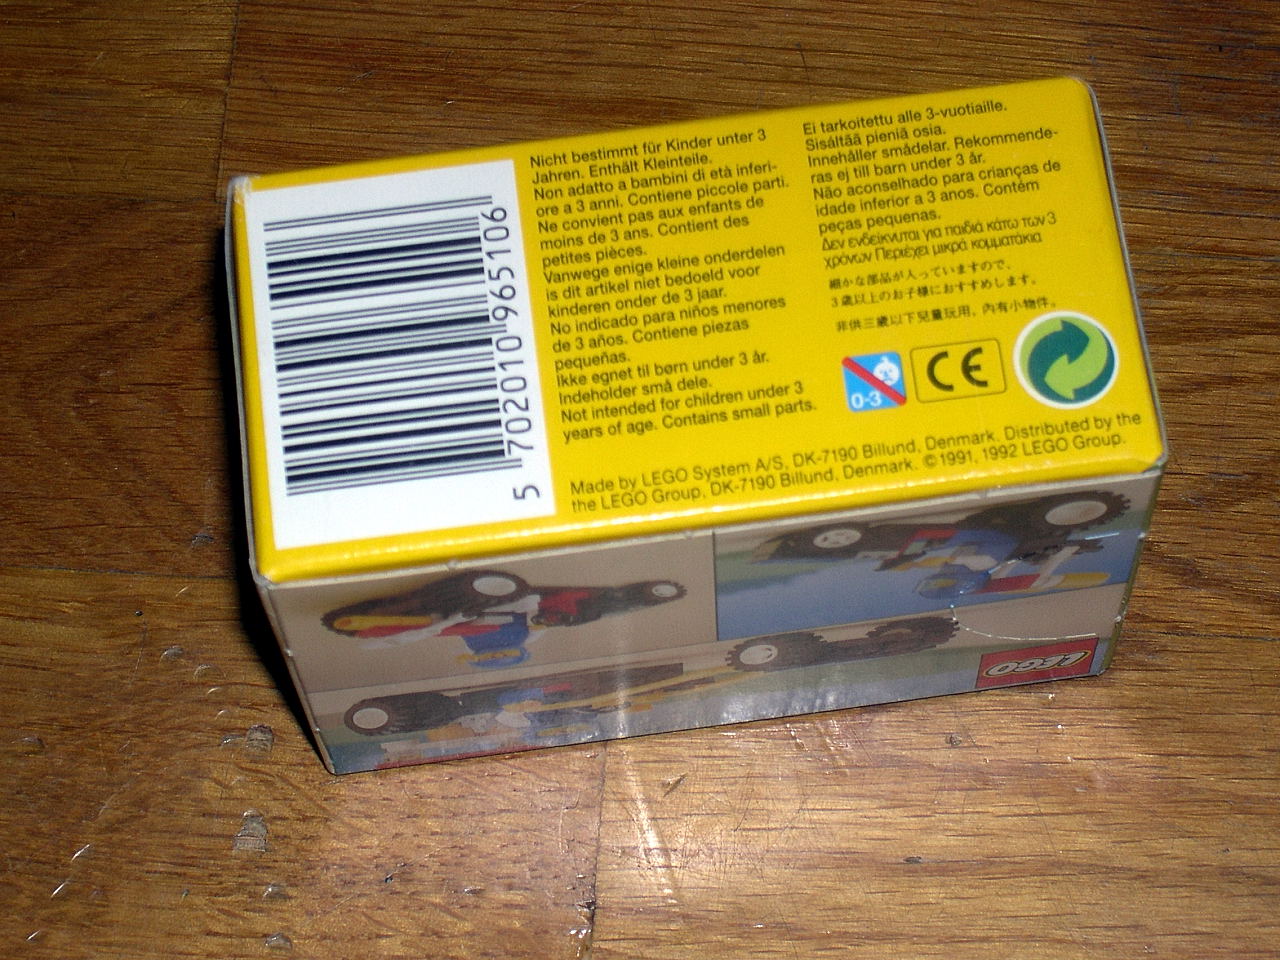 5 702010 965106
Nicht bestimmt für Kinder unter 3
Jahren. Enthält Kleinteile.
Non adatto a bambini di età inferi-
ore a 3 anni. Contiene piccole parti.
Ne convient pas aux enfants de
moins de 3 ans. Contient des
petites pièces.
Vanwege enige kleine onderdelen
is dit artikel niet bedoeld voor
kinderen onder de 3 jaar.
No indicado para niños menores
de 3 años. Contiene piezas
pequeñas.
Ikke egnet til børn under 3 år.
Indeholder små dele.
Not intended for children under 3
years of age. Contains small parts.
Ei tarkoitettu alle 3-vuotiaille.
Sisältää pieniä osia.
Innehåller smådelar. Rekommende-
ras ej till barn under 3 år.
Não aconselhado para crianças de
idade inferior a 3 anos. Contém
peças pequenas.
Δεν ενδείκνυται για παιδιά κάτω των 3
χρόνων Περιέχει μικρά κομματάκια
細かな部品が入っていますので、
3歳以上のお子様におすすめします。
非供三歲以下兒童玩用，內有小物件。
0-3
CE
Made by LEGO System A/S, DK-7190 Billund, Denmark. Distributed by the
LEGO Group, DK-7190 Billund, Denmark. ©1991, 1992 LEGO Group.
LEGO